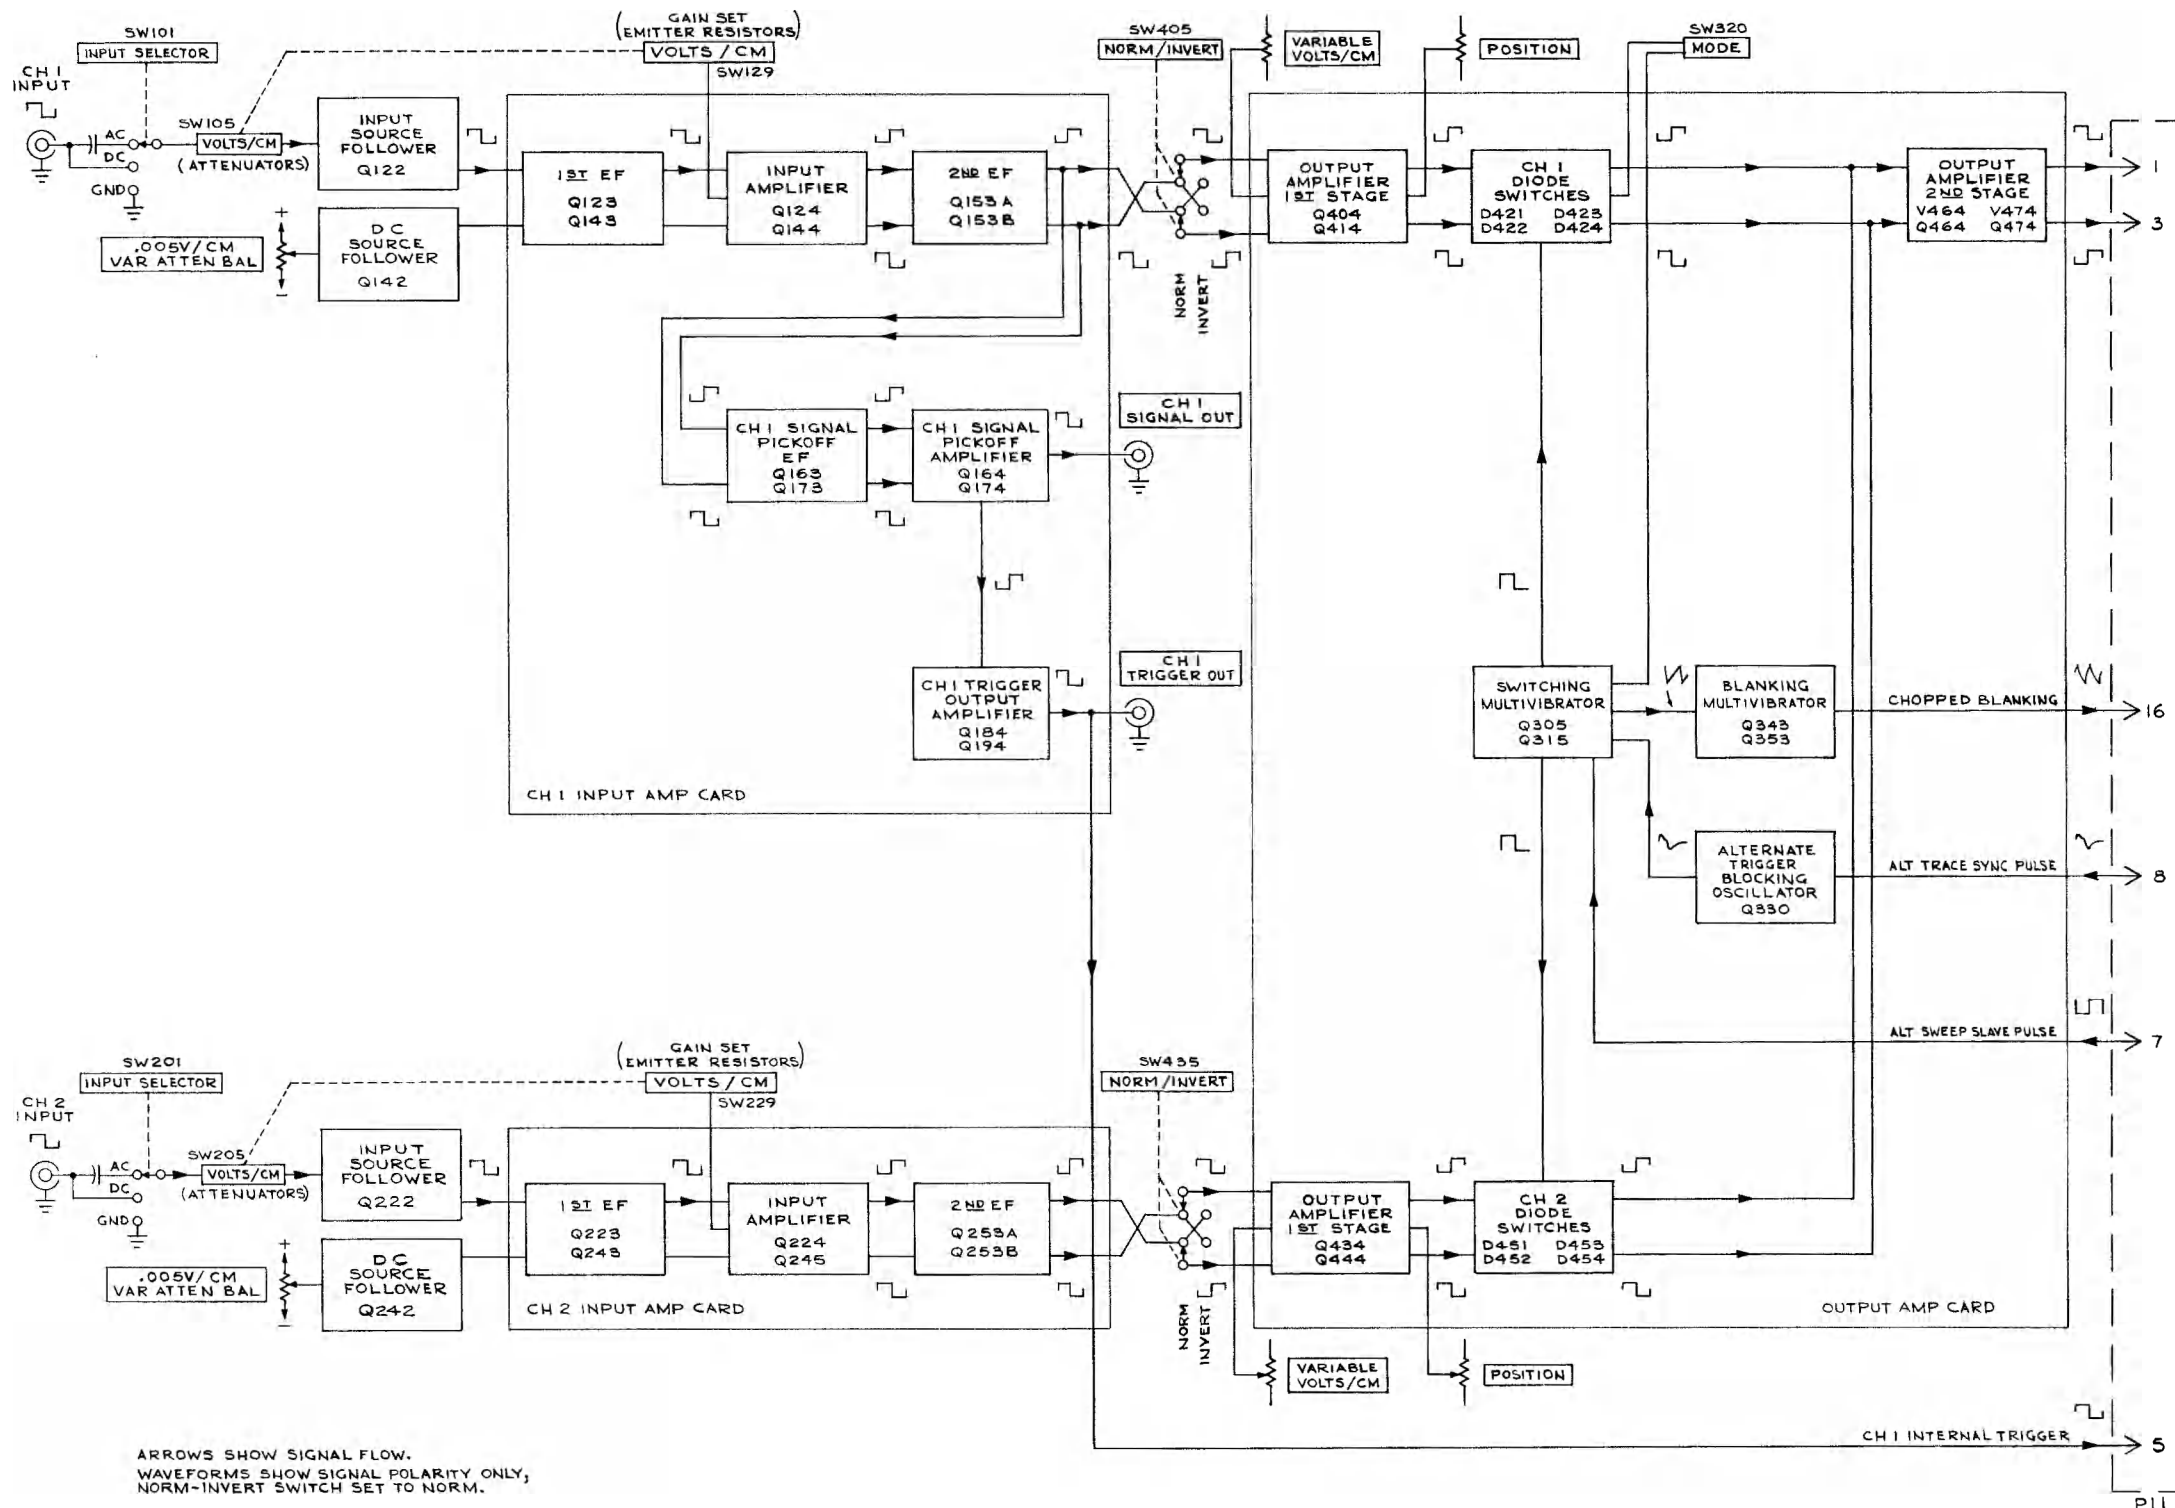 SW101
INPUT SELECTOR
CH 1
INPUT
AC
DC
GND
SW105
VOLTS/CM
(ATTENUATORS)
INPUT
SOURCE
FOLLOWER
Q122
+
.005V/CM
VAR ATTEN BAL
−
DC
SOURCE
FOLLOWER
Q142
GAIN SET
(EMITTER RESISTORS)
VOLTS / CM
SW129
1ST EF
Q123
Q143
INPUT
AMPLIFIER
Q124
Q144
2ND EF
Q153A
Q153B
CH 1 SIGNAL
PICKOFF
EF
Q163
Q173
CH 1 SIGNAL
PICKOFF
AMPLIFIER
Q164
Q174
CH 1
SIGNAL OUT
CH 1 TRIGGER
OUTPUT
AMPLIFIER
Q184
Q194
CH 1
TRIGGER OUT
CH 1 INPUT AMP CARD
SW405
NORM/INVERT
NORM
INVERT
VARIABLE
VOLTS/CM
POSITION
SW320
MODE
OUTPUT
AMPLIFIER
1ST STAGE
Q404
Q414
CH 1
DIODE
SWITCHES
D421 D423
D422 D424
OUTPUT
AMPLIFIER
2ND STAGE
V464 V474
Q464 Q474
1
3
SWITCHING
MULTIVIBRATOR
Q305
Q315
BLANKING
MULTIVIBRATOR
Q343
Q353
CHOPPED BLANKING
16
ALTERNATE
TRIGGER
BLOCKING
OSCILLATOR
Q330
ALT TRACE SYNC PULSE
8
ALT SWEEP SLAVE PULSE
7
SW201
INPUT SELECTOR
CH 2
INPUT
AC
DC
GND
SW205
VOLTS/CM
(ATTENUATORS)
INPUT
SOURCE
FOLLOWER
Q222
+
.005V/CM
VAR ATTEN BAL
−
DC
SOURCE
FOLLOWER
Q242
GAIN SET
(EMITTER RESISTORS)
VOLTS / CM
SW229
1ST EF
Q223
Q243
INPUT
AMPLIFIER
Q224
Q245
2ND EF
Q253A
Q253B
CH 2 INPUT AMP CARD
SW435
NORM/INVERT
NORM
INVERT
OUTPUT
AMPLIFIER
1ST STAGE
Q434
Q444
CH 2
DIODE
SWITCHES
D451 D453
D452 D454
OUTPUT AMP CARD
VARIABLE
VOLTS/CM
POSITION
CH 1 INTERNAL TRIGGER
5
P11
ARROWS SHOW SIGNAL FLOW.
WAVEFORMS SHOW SIGNAL POLARITY ONLY,
NORM-INVERT SWITCH SET TO NORM.